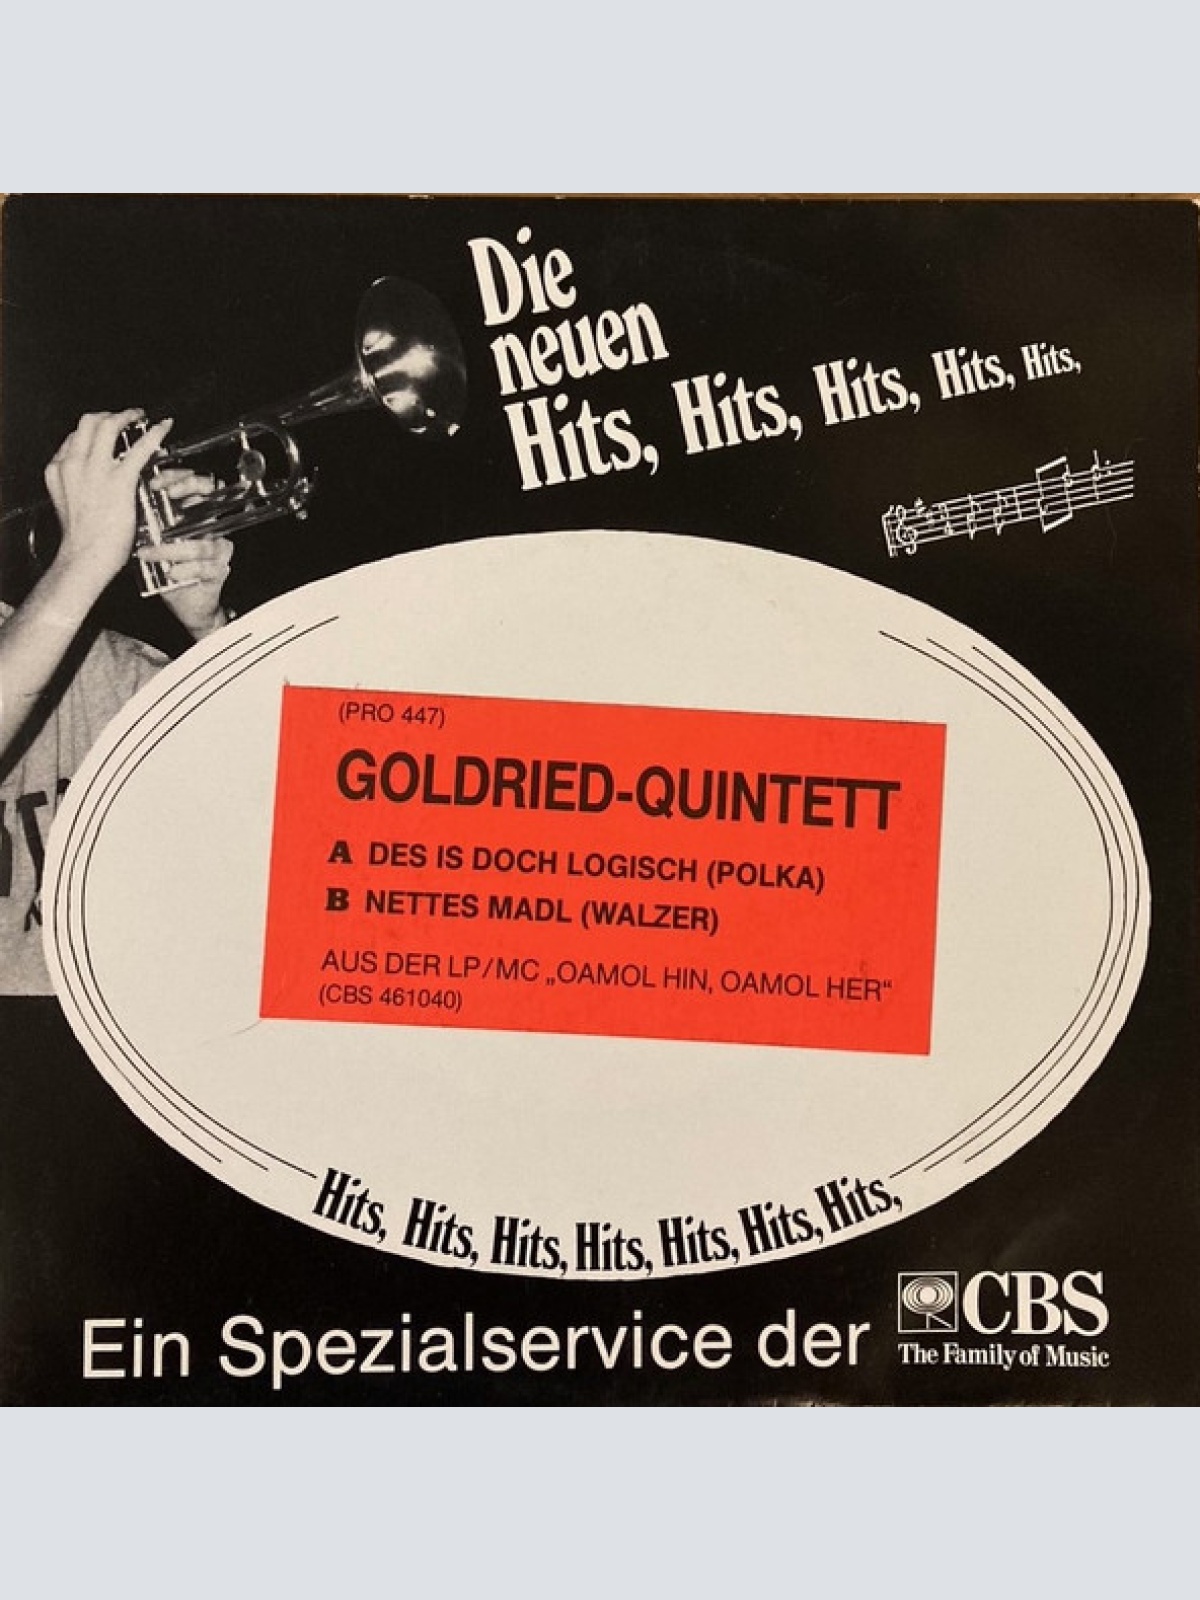 Die
neuen
Hits, Hits, Hits, Hits, Hits,
(PRO 447)
GOLDRIED-QUINTETT
A DES IS DOCH LOGISCH (POLKA)
B NETTES MADL (WALZER)
AUS DER LP/MC „OAMOL HIN, OAMOL HER“
(CBS 461040)
Hits, Hits, Hits, Hits, Hits, Hits, Hits,
Ein Spezialservice der CBS
The Family of Music